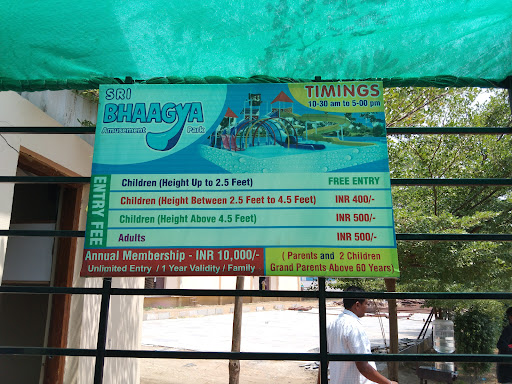 SRI
BHAAGYA
Amusement Park
TIMINGS
10-30 am to 5-00 pm
ENTRY FEE
Children (Height Up to 2.5 Feet) FREE ENTRY
Children (Height Between 2.5 Feet to 4.5 Feet) INR 400/-
Children (Height Above 4.5 Feet) INR 500/-
Adults INR 500/-
Annual Membership - INR 10,000/-
Unlimited Entry / 1 Year Validity / Family
( Parents and 2 Children
Grand Parents Above 60 Years)